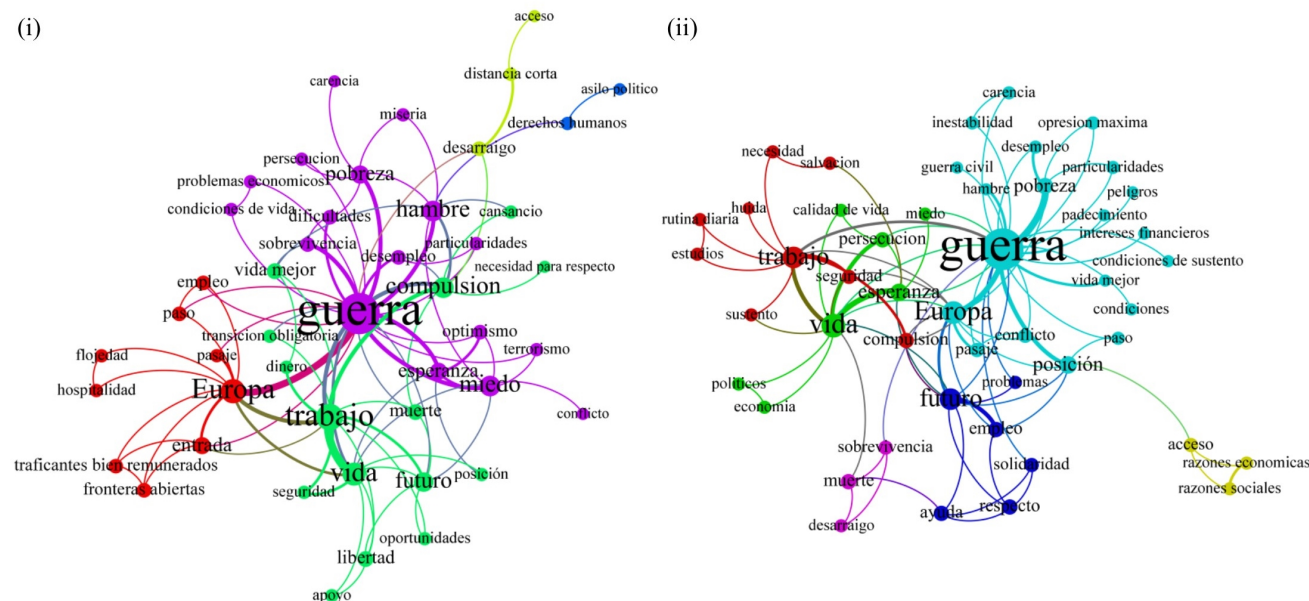 (i)
acceso
distancia corta
carencia
asilo politico
miseria
derechos humanos
desarraigo
persecucion
pobreza
problemas economicos
condiciones de vida
dificultades
hambre
cansancio
sobrevivencia
particularidades
desempleo
vida mejor
necesidad para respecto
compulsion
empleo
guerra
paso
transicion obligatoria
optimismo
terrorismo
flojedad
pasaje
dinero
esperanza
miedo
hospinalidad
Europa
trabajo
muerte
conflicto
entrada
traficantes bien remunerados
vida
posición
fronteras abiertas
seguridad
futuro
oportunidades
libertad
apoyo
(ii)
carencia
inestabilidad
opresion maxima
desempleo
necesidad
salvacion
guerra civil
particularidades
hambre
pobreza
peligros
huida
calidad de vida
miedo
padecimiento
rutina diaria
persecucion
intereses financieros
estudios
trabajo
guerra
condiciones de sustento
seguridad
vida mejor
esperanza
condiciones
sustento
vida
Europa
compulsion
conflicto
paso
pasaje
posición
politicos
problemas
economia
futuro
empleo
sobrevivencia
acceso
solidaridad
razones economicas
muerte
razones sociales
desarraigo
ayuda
respecto